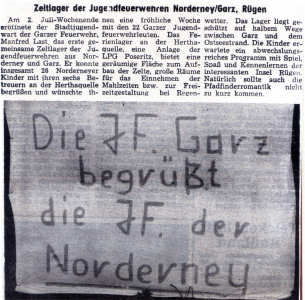 Zeltlager der Jugendfeuerwehren Norderney/Garz, Rügen
Am 2. Juli-Wochenende
eröffnete der Stadtjugend-
wart der Garzer Feuerwehr,
Manfred Last, das erste ge-
meinsame Zeltlager der Ju-
gendfeuerwehren aus Nor-
derney und Garz. Er konnte
insgesamt 28 Norderneyer
Kinder mit ihren sechs Be-
treuern an der Herthaquelle
begrüßen und wünschte ih-
nen eine fröhliche Woche
mit den 22 Garzer Jugend-
feuerwehrleuten. Das Fe-
rienlager an der Hertha-
quelle, eine Anlage der
LPG Poseritz, bietet eine
geräumige Fläche zum Auf-
bau der Zelte, große Räume
für das Einnehmen der
Mahlzeiten bzw. zur Frei-
zeitgestaltung bei Regen-
wetter. Das Lager liegt ge-
schützt auf halbem Wege
zwischen Garz und dem
Ostseestrand. Die Kinder er-
wartete ein abwechslungs-
reiches Programm mit Spiel,
Spaß und Kennenlernen der
interessanten Insel Rügen.
Natürlich sollte auch die
Pfadfinderromantik nicht
zu kurz kommen.
Die JF Garz
begrüßt
die JF. der
Norderney